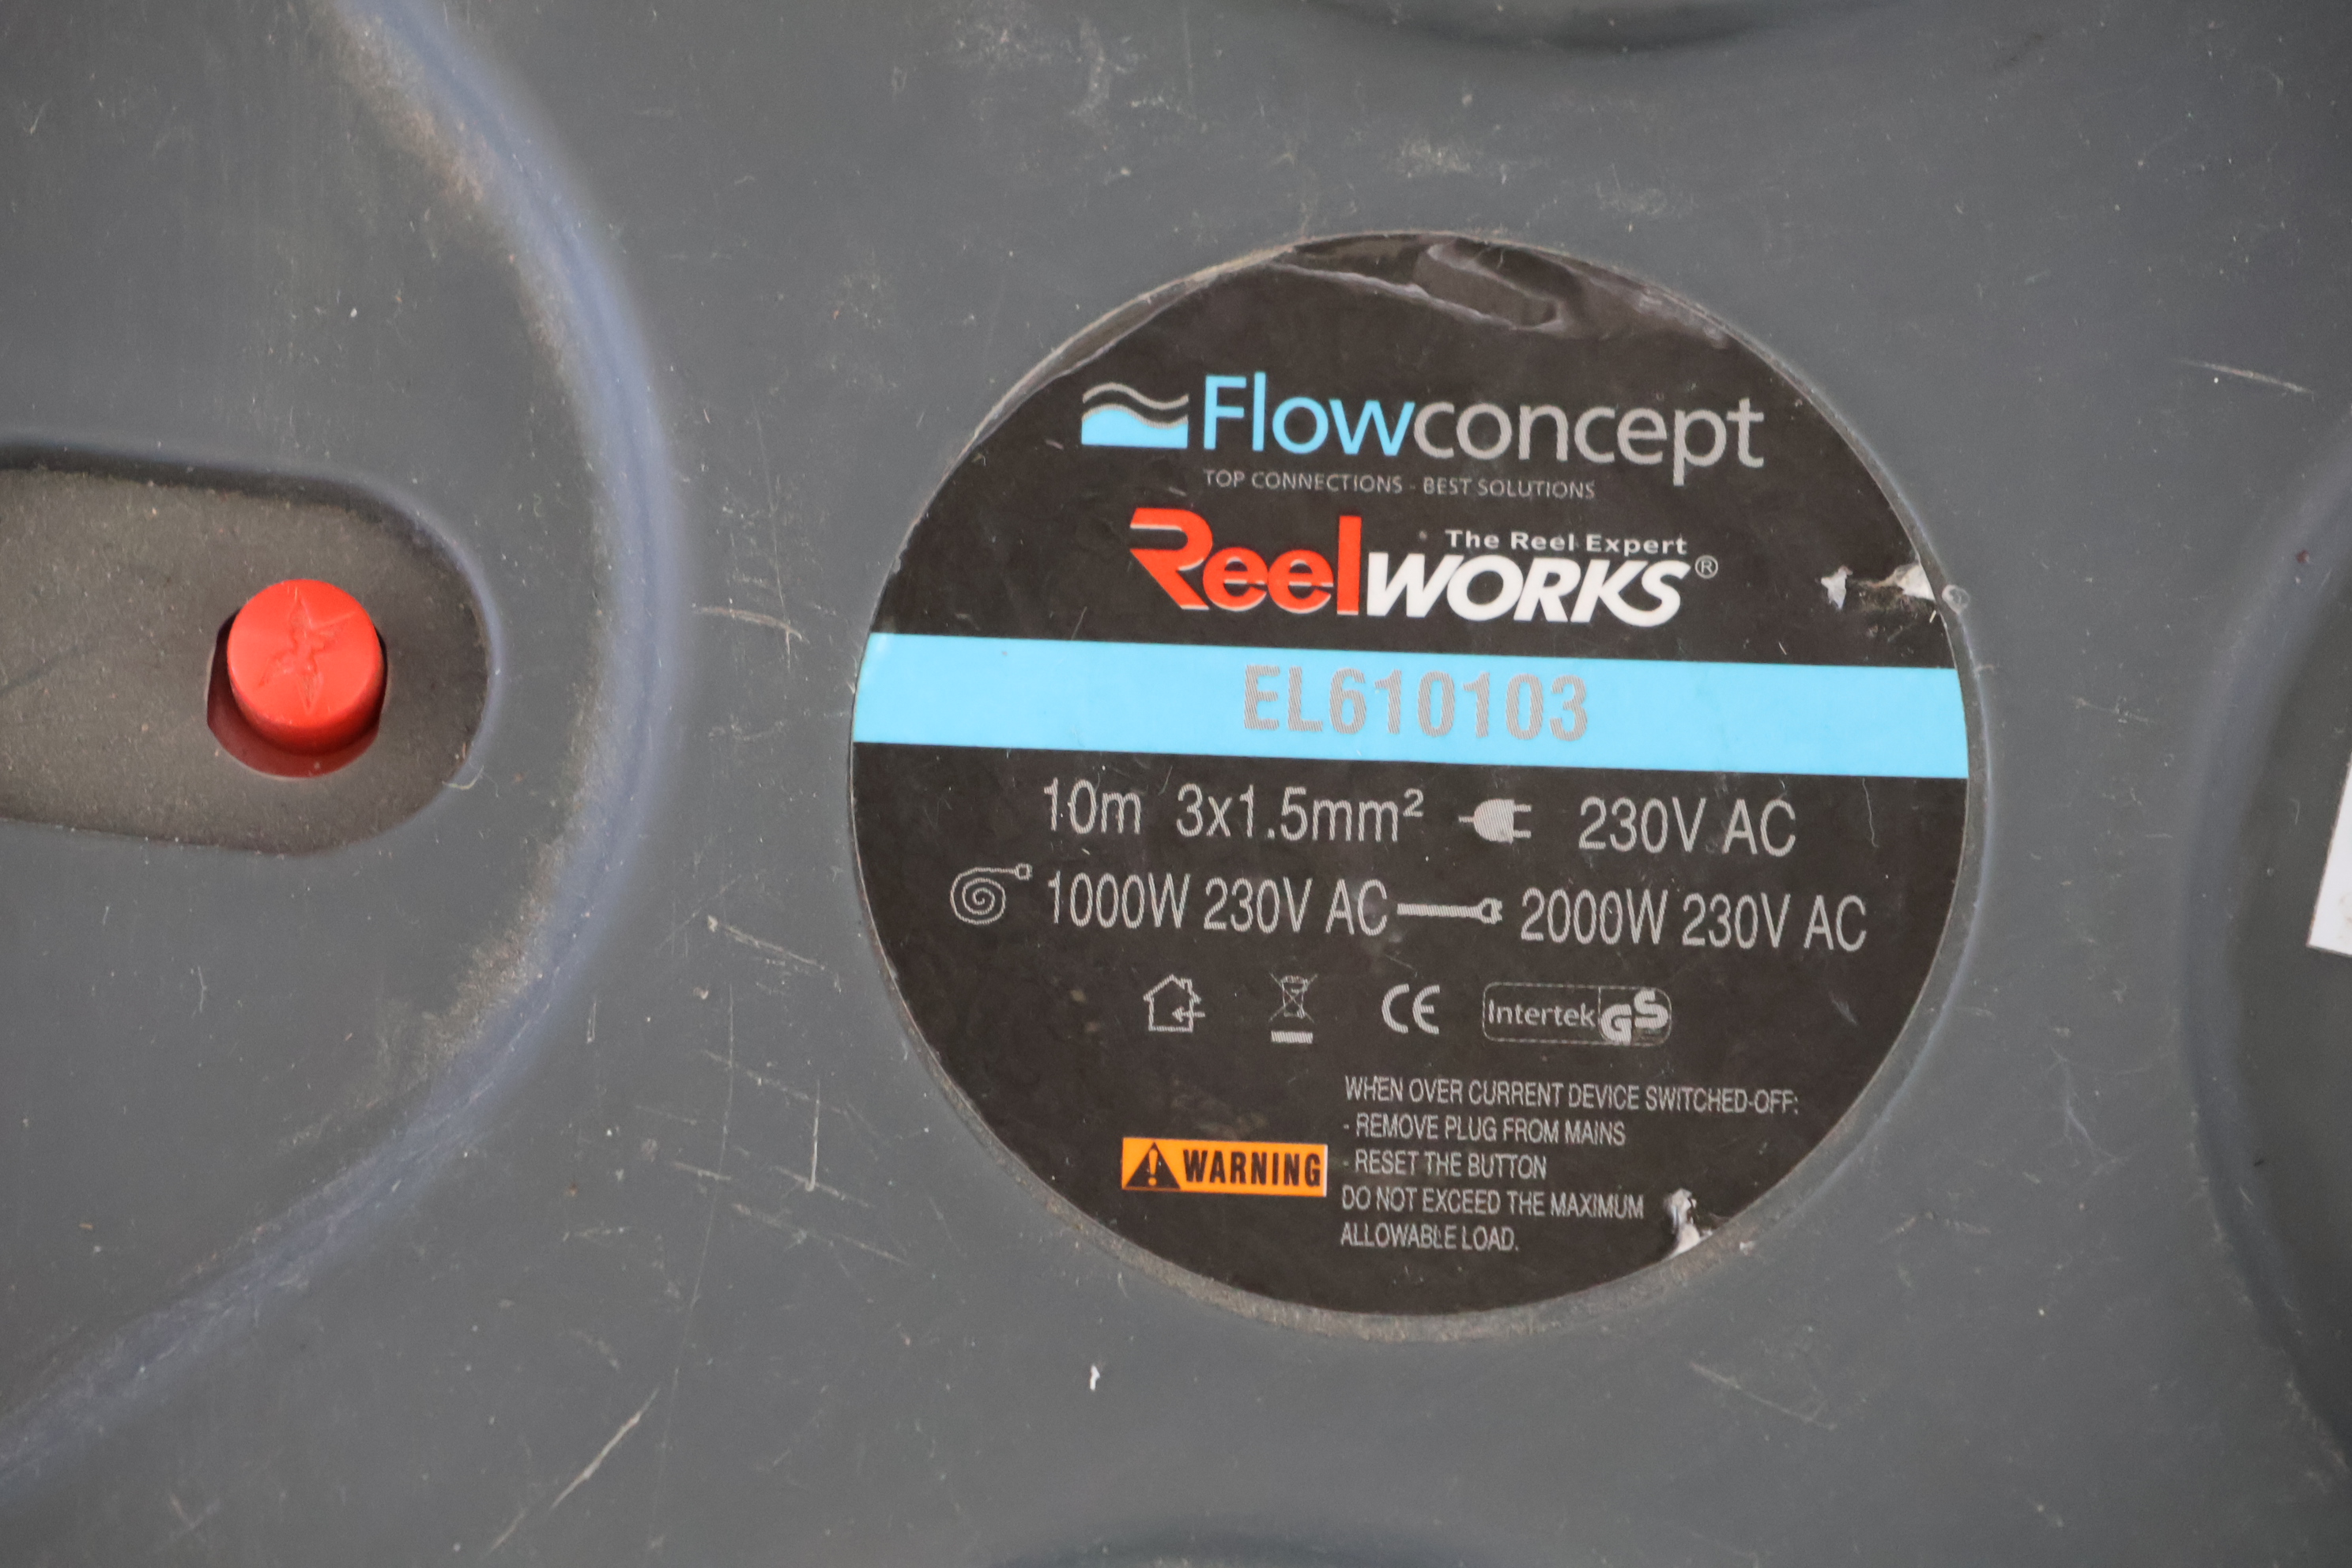 Flowconcept
TOP CONNECTIONS - BEST SOLUTIONS
The Reel Expert
ReelWORKS®
EL610103
10m 3x1.5mm² 230V AC
1000W 230V AC 2000W 230V AC
CE Intertek GS
WHEN OVER CURRENT DEVICE SWITCHED-OFF:
- REMOVE PLUG FROM MAINS
- RESET THE BUTTON
WARNING
DO NOT EXCEED THE MAXIMUM
ALLOWABLE LOAD.